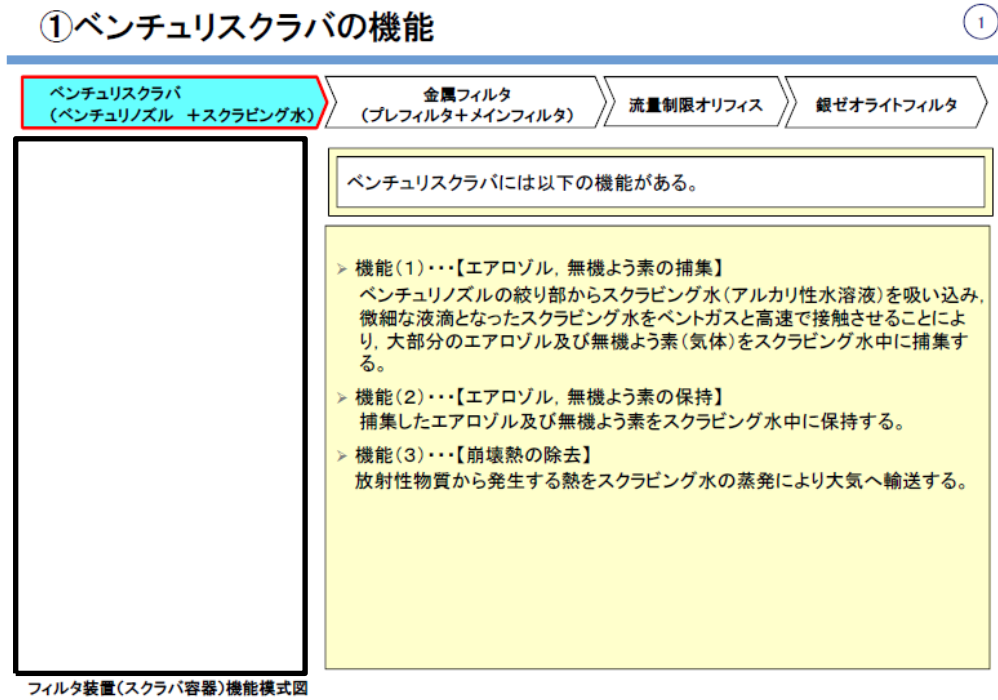 ①ベンチュリスクラバの機能
1
ベンチュリスクラバ
（ベンチュリノズル　＋スクラビング水）
金属フィルタ
（プレフィルタ＋メインフィルタ）
流量制限オリフィス
銀ゼオライトフィルタ
ベンチュリスクラバには以下の機能がある。
➢ 機能（１）・・・【エアロゾル，無機よう素の捕集】
ベンチュリノズルの絞り部からスクラビング水（アルカリ性水溶液）を吸い込み，
微細な液滴となったスクラビング水をベントガスと高速で接触させることによ
り，大部分のエアロゾル及び無機よう素（気体）をスクラビング水中に捕集す
る。
➢ 機能（２）・・・【エアロゾル，無機よう素の保持】
捕集したエアロゾル及び無機よう素をスクラビング水中に保持する。
➢ 機能（３）・・・【崩壊熱の除去】
放射性物質から発生する熱をスクラビング水の蒸発により大気へ輸送する。
フィルタ装置（スクラバ容器）機能模式図